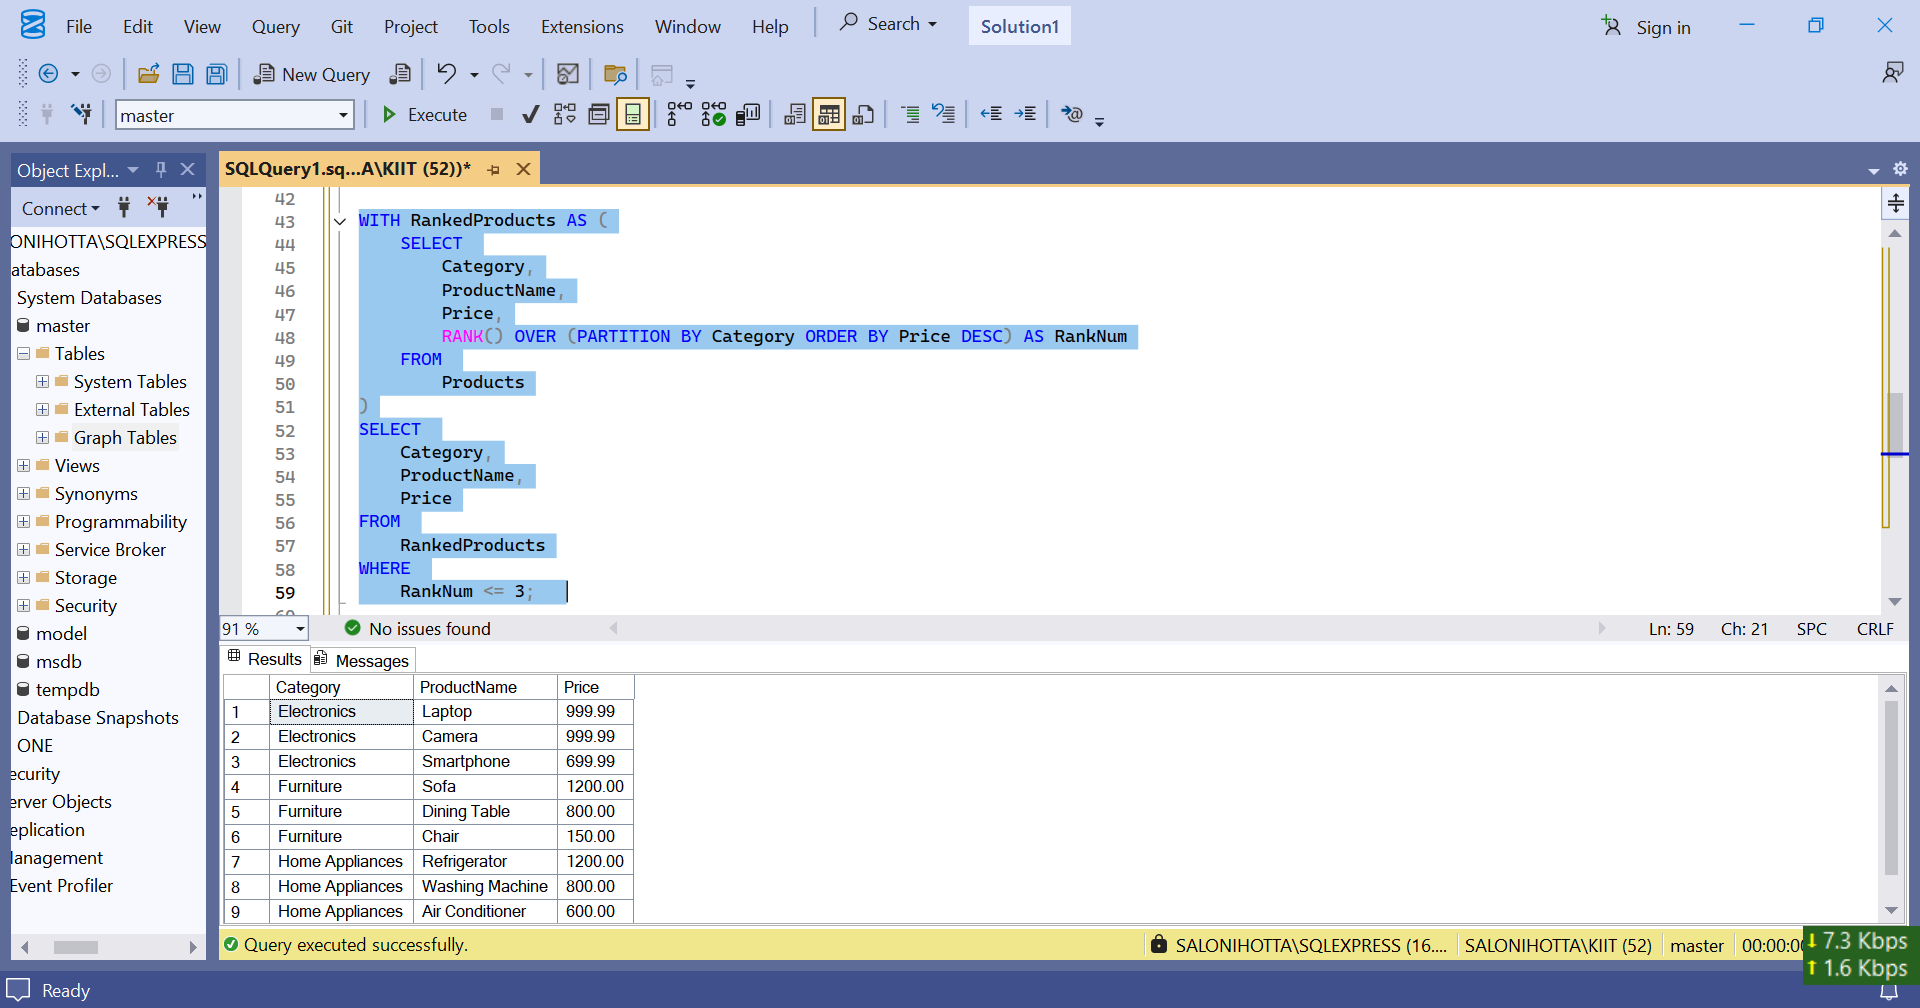 File Edit View Query Git Project Tools Extensions Window Help Search Solution1 Sign in
New Query
master Execute
Object Expl...
SQLQuery1.sq...A\KIIT (52))*
Connect
ONIHOTTA\SQLEXPRESS
atabases
System Databases
master
Tables
System Tables
External Tables
Graph Tables
Views
Synonyms
Programmability
Service Broker
Storage
Security
model
msdb
tempdb
Database Snapshots
ONE
ecurity
erver Objects
eplication
anagement
Event Profiler
42
43 WITH RankedProducts AS (
44 SELECT
45 Category,
46 ProductName,
47 Price,
48 RANK() OVER (PARTITION BY Category ORDER BY Price DESC) AS RankNum
49 FROM
50 Products
51 )
52 SELECT
53 Category,
54 ProductName,
55 Price
56 FROM
57 RankedProducts
58 WHERE
59 RankNum <= 3;
60
91 % No issues found Ln: 59 Ch: 21 SPC CRLF
Results Messages
Category ProductName Price
1 Electronics Laptop 999.99
2 Electronics Camera 999.99
3 Electronics Smartphone 699.99
4 Furniture Sofa 1200.00
5 Furniture Dining Table 800.00
6 Furniture Chair 150.00
7 Home Appliances Refrigerator 1200.00
8 Home Appliances Washing Machine 800.00
9 Home Appliances Air Conditioner 600.00
Query executed successfully. SALONIHOTTA\SQLEXPRESS (16.... SALONIHOTTA\KIIT (52) master 00:00:0
7.3 Kbps
1.6 Kbps
Ready